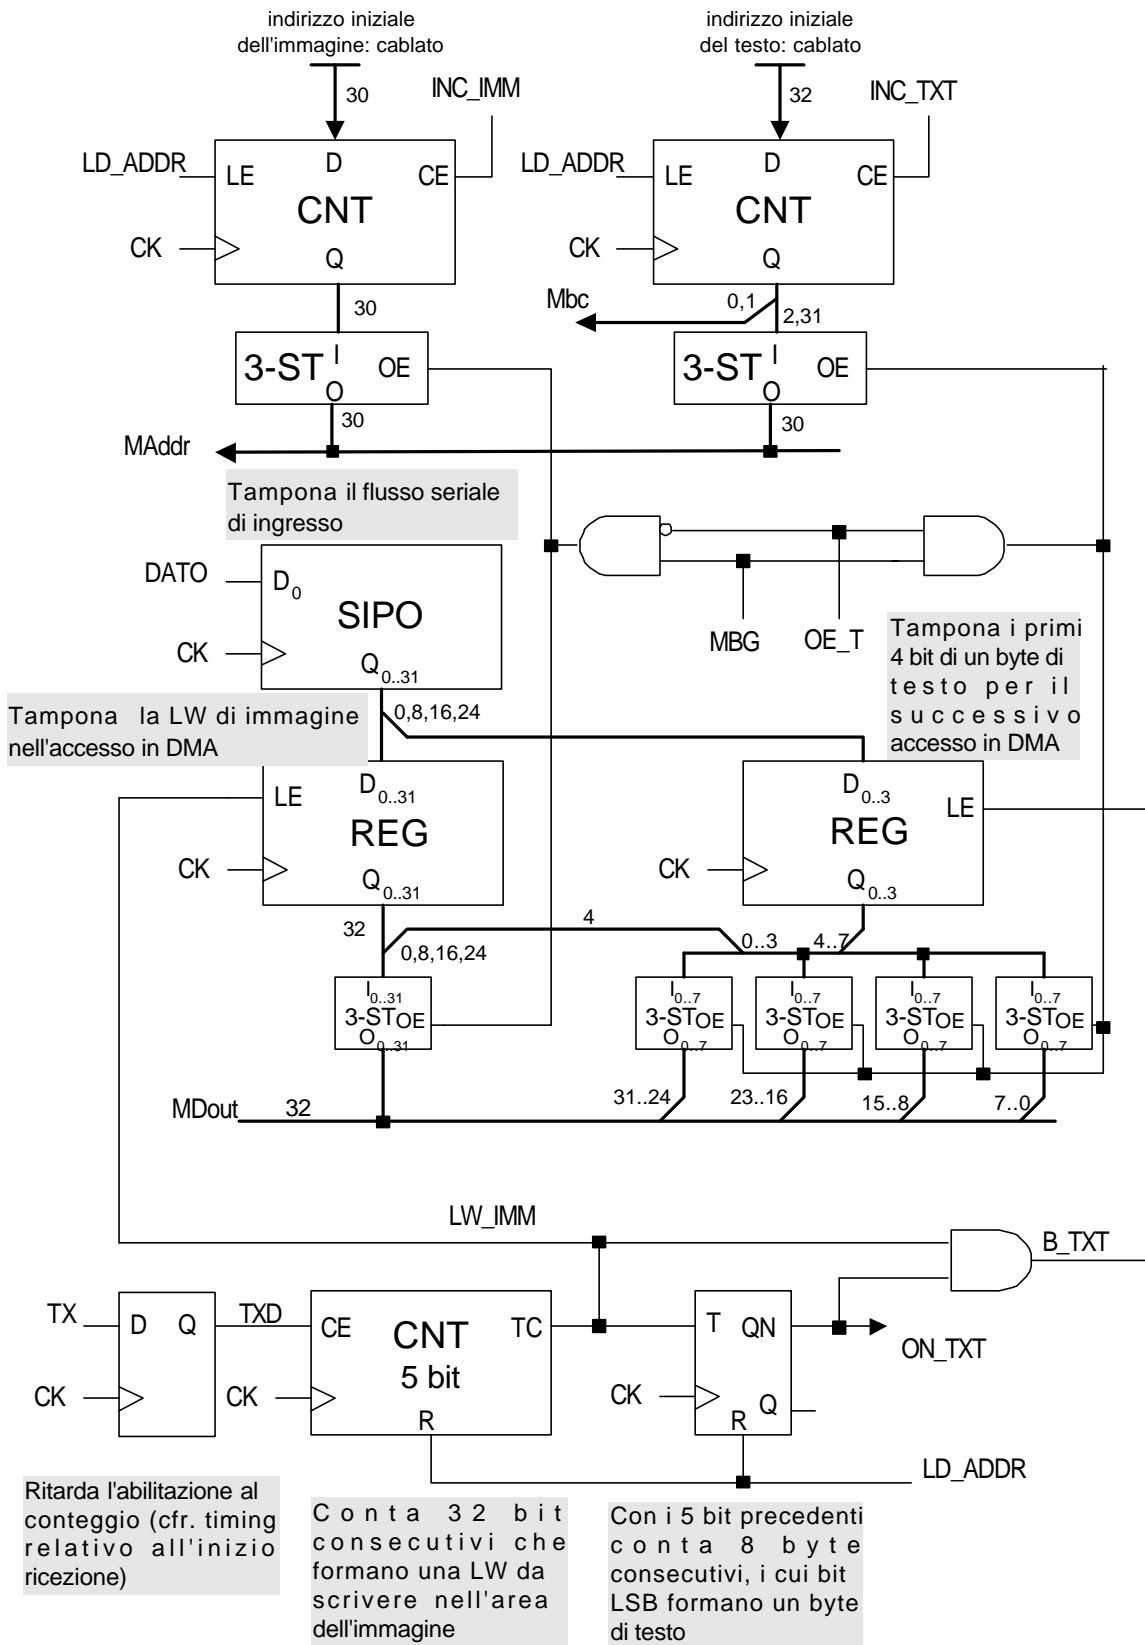 indirizzo iniziale
dell'immagine: cablato
indirizzo iniziale
del testo: cablato
30
INC_IMM
32
INC_TXT
LD_ADDR
LE
D
CE
CNT
CK
Q
LD_ADDR
LE
D
CE
CNT
CK
Q
30
Mbc
0,1
2,31
3-ST
I
OE
O
3-ST
I
OE
O
30
30
MAddr
Tampona il flusso seriale
di ingresso
DATO
D0
SIPO
CK
Q0..31
MBG
OE_T
Tampona i primi
4 bit di un byte di
testo per il
successivo
accesso in DMA
Tampona la LW di immagine
nell'accesso in DMA
0,8,16,24
LE
D0..31
REG
CK
Q0..31
D0..3
LE
REG
CK
Q0..3
32
4
0,8,16,24
0..3
4..7
I0..31
3-ST OE
O0..31
I0..7
3-ST OE
O0..7
I0..7
3-ST OE
O0..7
I0..7
3-ST OE
O0..7
I0..7
3-ST OE
O0..7
31..24
23..16
15..8
7..0
MDout
32
LW_IMM
B_TXT
TX
D
Q
TXD
CE
CNT
TC
5 bit
T
QN
ON_TXT
CK
CK
R
CK
R
Q
LD_ADDR
Ritarda l'abilitazione al
conteggio (cfr. timing
relativo all'inizio
ricezione)
Conta 32 bit
consecutivi che
formano una LW da
scrivere nell'area
dell'immagine
Con i 5 bit precedenti
conta 8 byte
consecutivi, i cui bit
LSB formano un byte
di testo